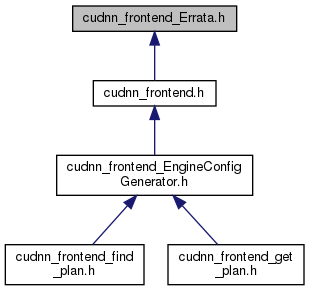 cudnn_frontend_Errata.h
cudnn_frontend.h
cudnn_frontend_EngineConfig
Generator.h
cudnn_frontend_find
_plan.h
cudnn_frontend_get
_plan.h